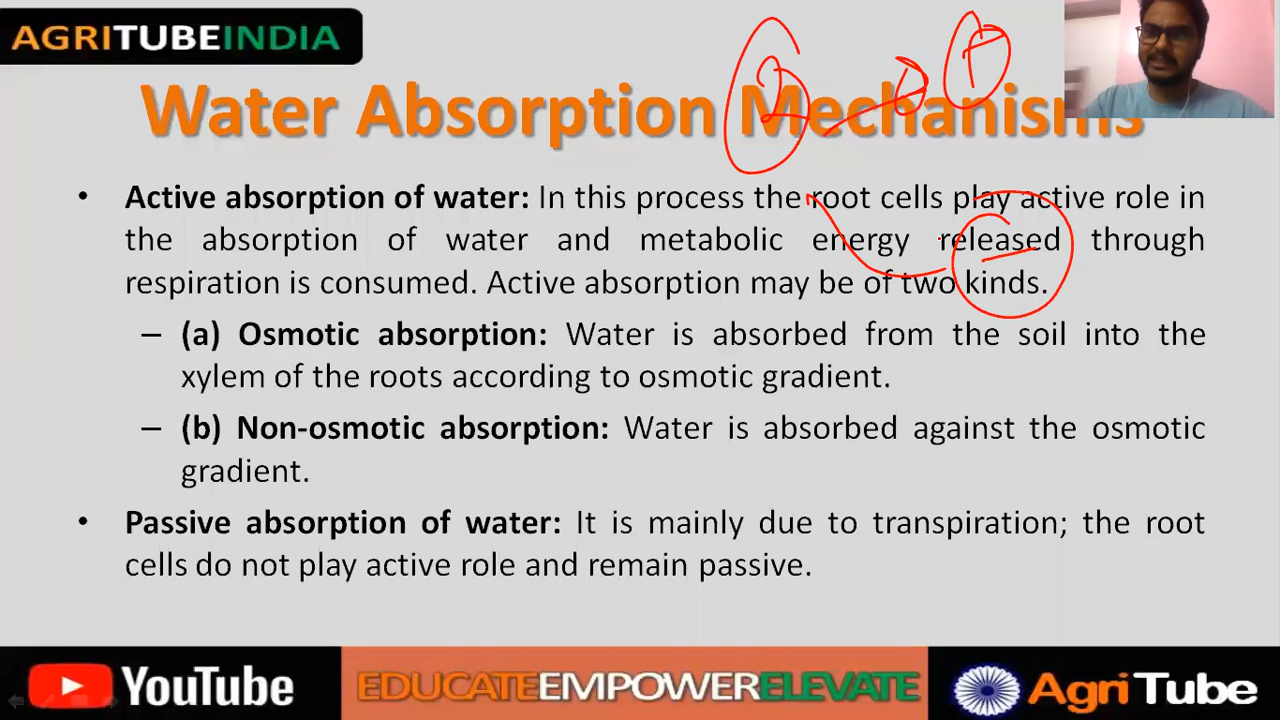 AGRITUBEINDIA
Water Absorption Mechanisms
• Active absorption of water: In this process the root cells play active role in
the absorption of water and metabolic energy released through
respiration is consumed. Active absorption may be of two kinds.
– (a) Osmotic absorption: Water is absorbed from the soil into the
xylem of the roots according to osmotic gradient.
– (b) Non-osmotic absorption: Water is absorbed against the osmotic
gradient.
• Passive absorption of water: It is mainly due to transpiration; the root
cells do not play active role and remain passive.
YouTube EDUCATEEMPOWERELEVATE AgriTube